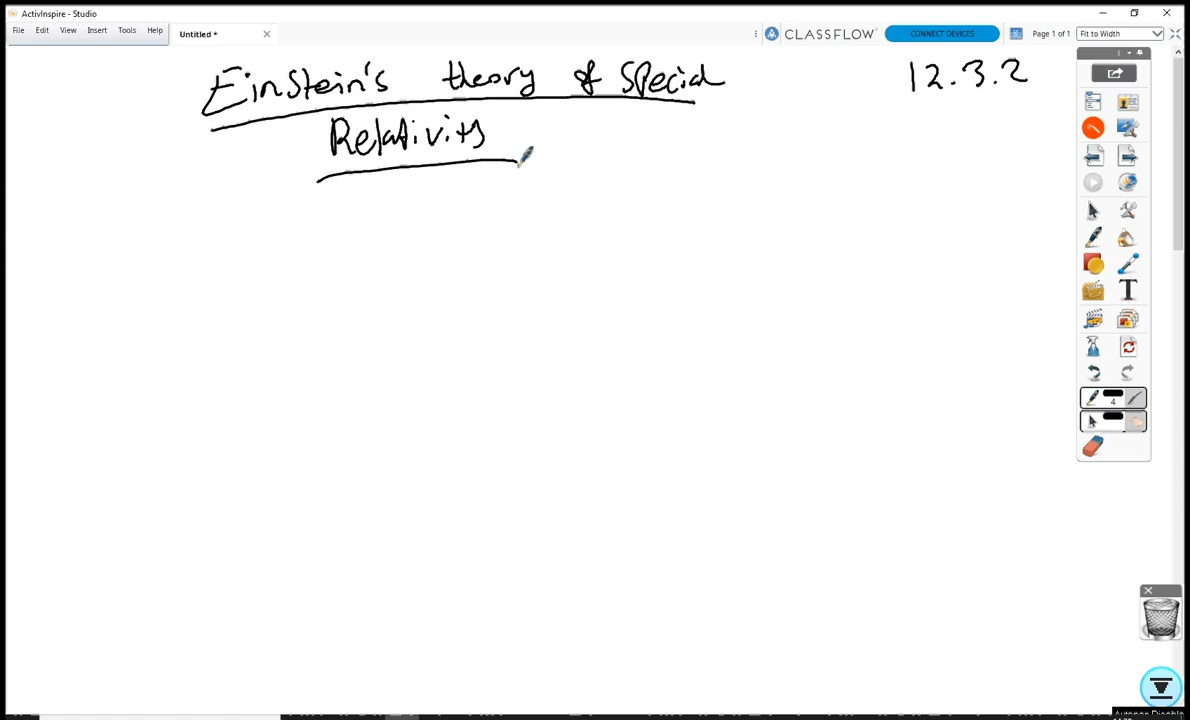 ActivInspire - Studio
File Edit View Insert Tools Help
Untitled *
CLASSFLOW
CONNECT DEVICES
Page 1 of 1
Fit to Width
Einstein's theory of Special 12.3.2
Relativity
4